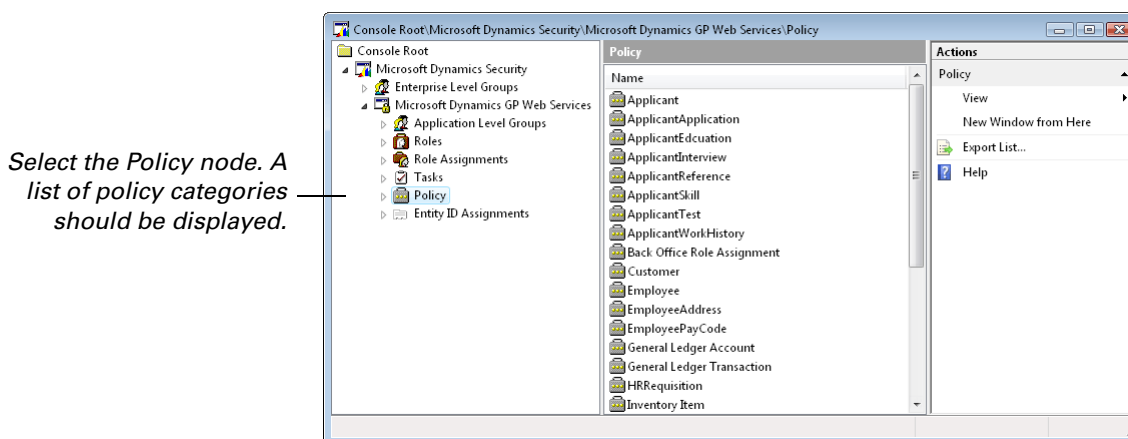 Console Root\Microsoft Dynamics Security\Microsoft Dynamics GP Web Services\Policy
Console Root
Microsoft Dynamics Security
Enterprise Level Groups
Microsoft Dynamics GP Web Services
Application Level Groups
Roles
Role Assignments
Tasks
Policy
Entity ID Assignments
Select the Policy node. A
list of policy categories
should be displayed.
Policy
Name
Applicant
ApplicantApplication
ApplicantEdcuation
ApplicantInterview
ApplicantReference
ApplicantSkill
ApplicantTest
ApplicantWorkHistory
Back Office Role Assignment
Customer
Employee
EmployeeAddress
EmployeePayCode
General Ledger Account
General Ledger Transaction
HRRequisition
Inventory Item
Actions
Policy
View
New Window from Here
Export List...
Help